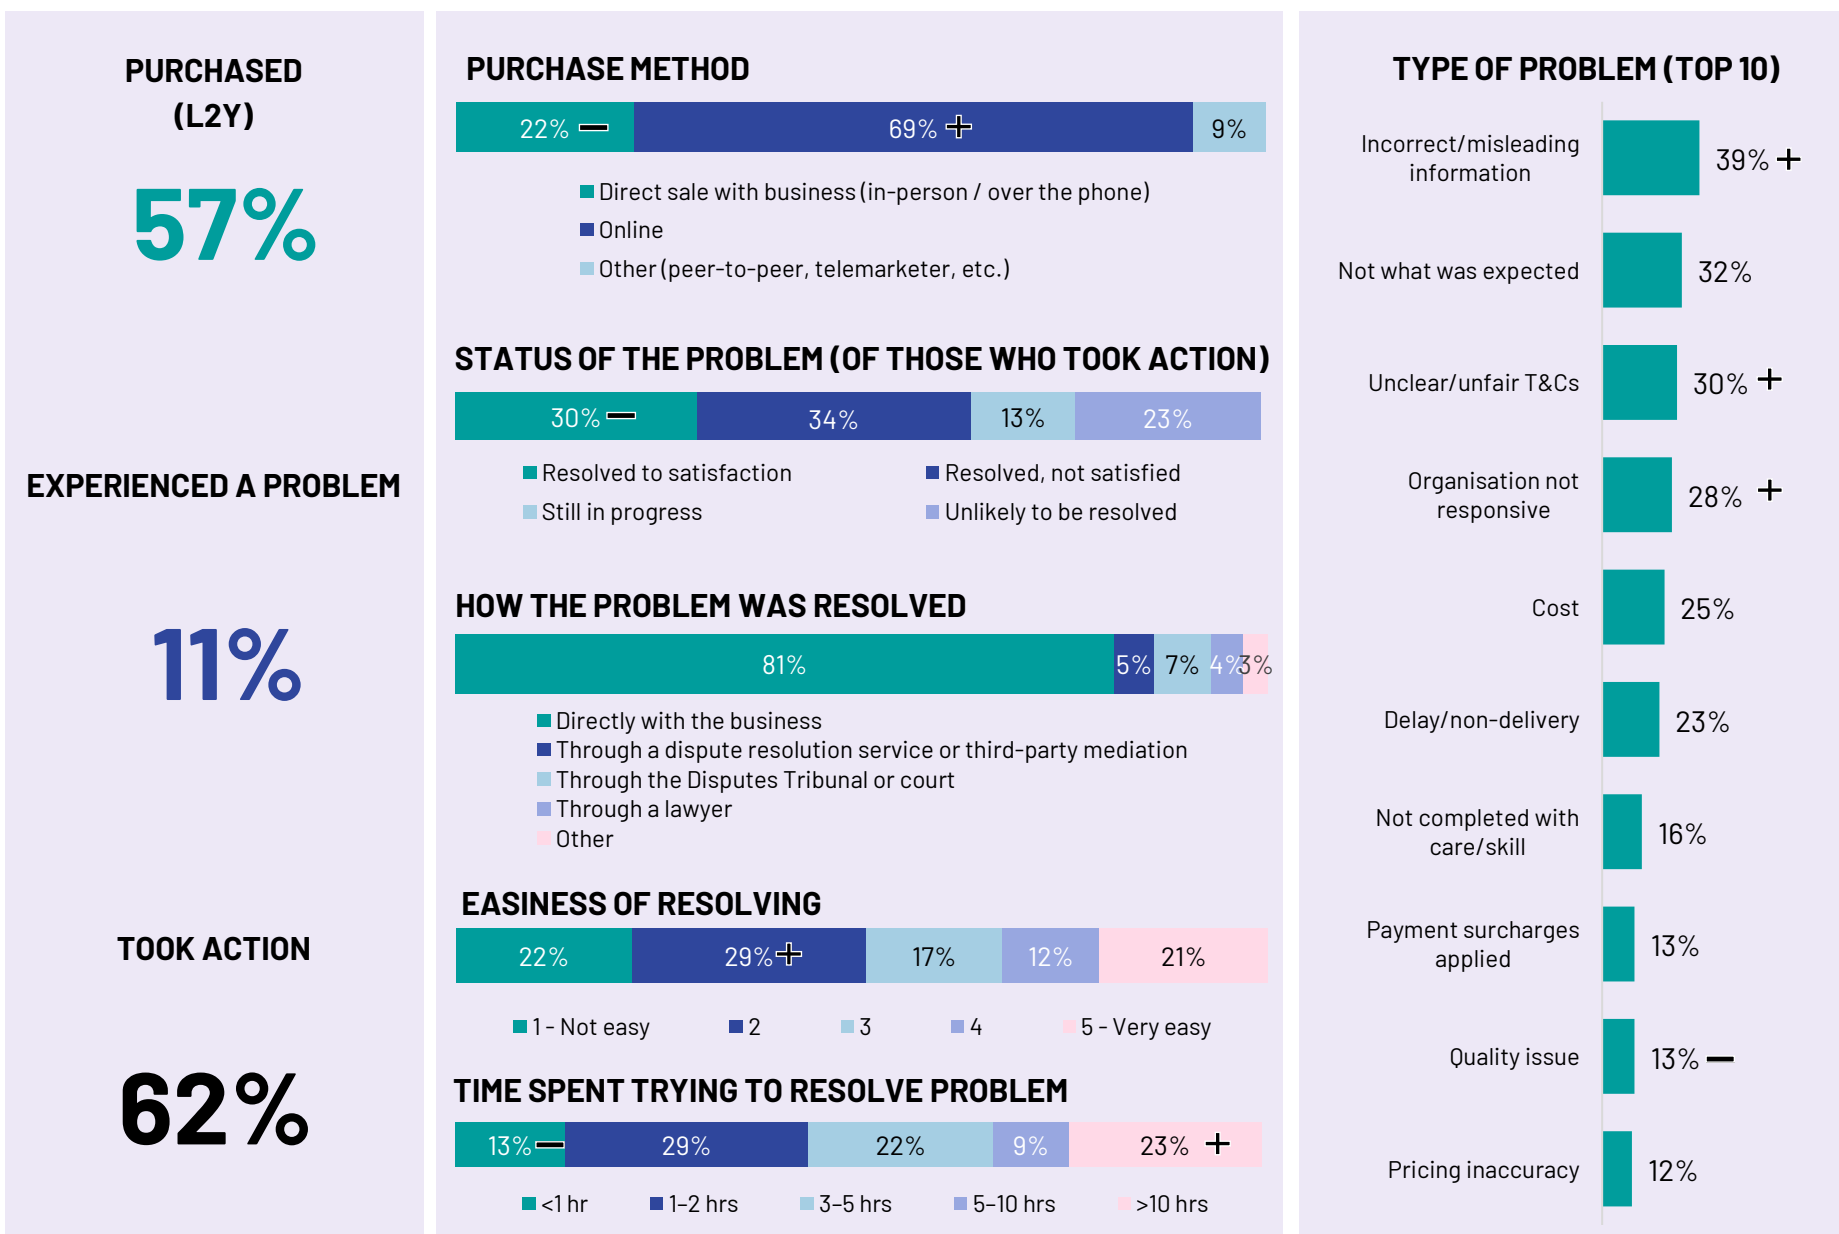 PURCHASED
(L2Y)
57%
EXPERIENCED A PROBLEM
11%
TOOK ACTION
62%
PURCHASE METHOD
22% −
69% +
9%
Direct sale with business (in-person / over the phone)
Online
Other (peer-to-peer, telemarketer, etc.)
STATUS OF THE PROBLEM (OF THOSE WHO TOOK ACTION)
30% −
34%
13%
23%
Resolved to satisfaction
Resolved, not satisfied
Still in progress
Unlikely to be resolved
HOW THE PROBLEM WAS RESOLVED
81%
5%
7%
4%
3%
Directly with the business
Through a dispute resolution service or third-party mediation
Through the Disputes Tribunal or court
Through a lawyer
Other
EASINESS OF RESOLVING
22%
29% +
17%
12%
21%
1 - Not easy
2
3
4
5 - Very easy
TIME SPENT TRYING TO RESOLVE PROBLEM
13% −
29%
22%
9%
23% +
<1 hr
1–2 hrs
3–5 hrs
5–10 hrs
>10 hrs
TYPE OF PROBLEM (TOP 10)
Incorrect/misleading
information
39% +
Not what was expected
32%
Unclear/unfair T&Cs
30% +
Organisation not
responsive
28% +
Cost
25%
Delay/non-delivery
23%
Not completed with
care/skill
16%
Payment surcharges
applied
13%
Quality issue
13% −
Pricing inaccuracy
12%